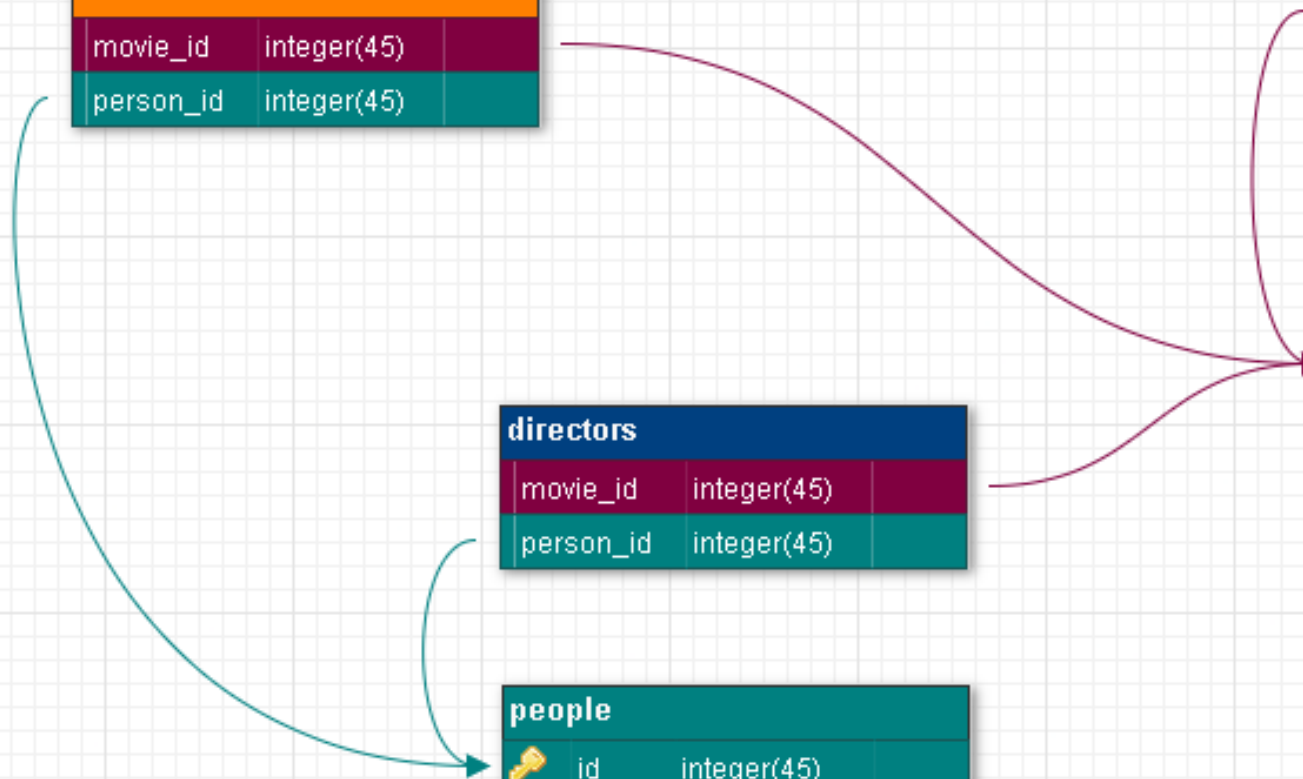 movie_id integer(45)
person_id integer(45)
directors
movie_id integer(45)
person_id integer(45)
people
id integer(45)